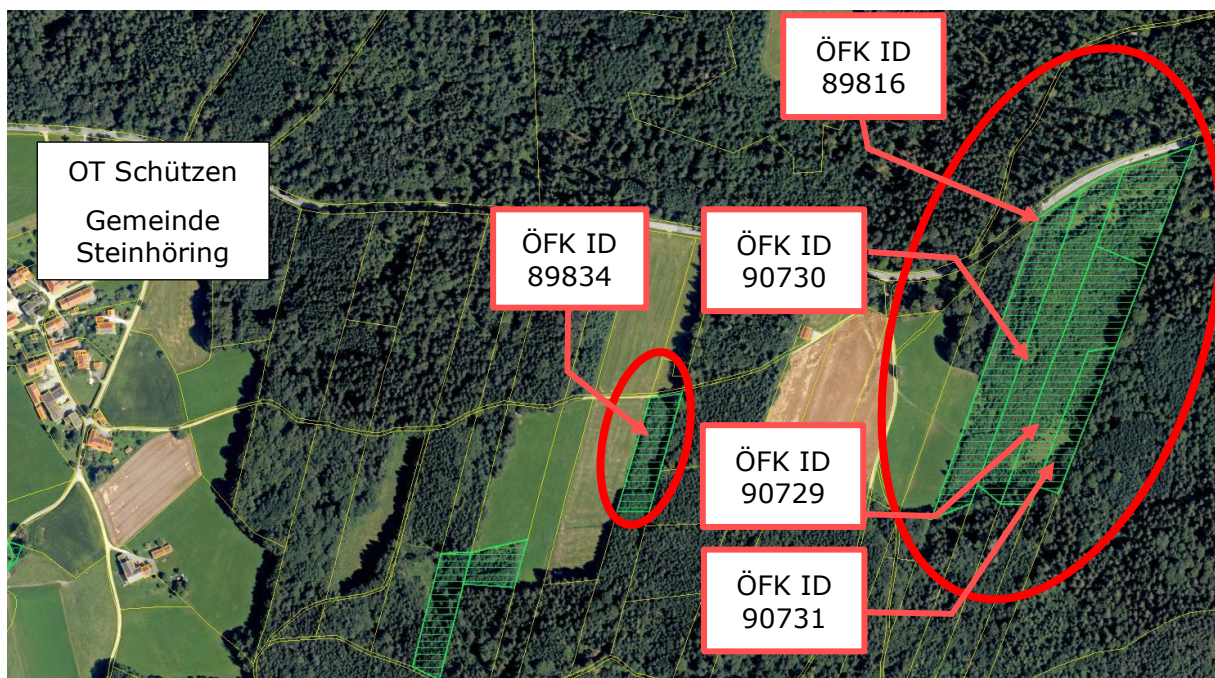 ÖFK ID
89816
OT Schützen
Gemeinde
Steinhöring
ÖFK ID
89834
ÖFK ID
90730
ÖFK ID
90729
ÖFK ID
90731